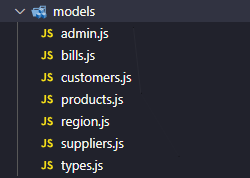 models
JS admin.js
JS bills.js
JS customers.js
JS products.js
JS region.js
JS suppliers.js
JS types.js